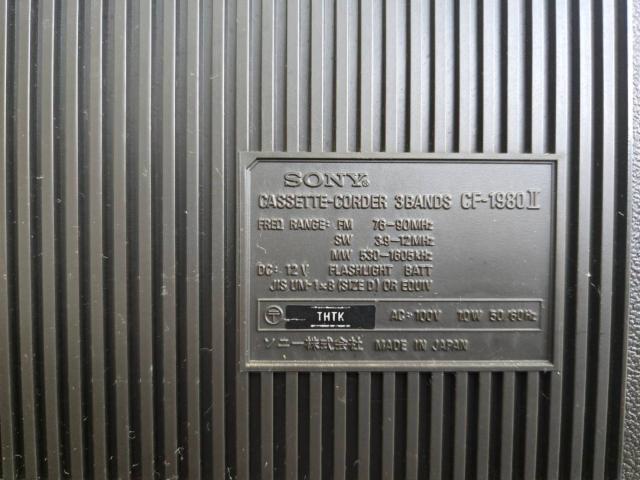 SONY®
CASSETTE-CORDER 3BANDS CF-1980 II
FREQ RANGE: FM 76-90MHz
SW 3.9-12MHz
MW 530-1605kHz
DC: 12V FLASHLIGHT BATT
JIS UM-1×8 (SIZE D) OR EQUIV
〒 THTK AC~100V 10W 50/60Hz
ソニー株式会社 MADE IN JAPAN